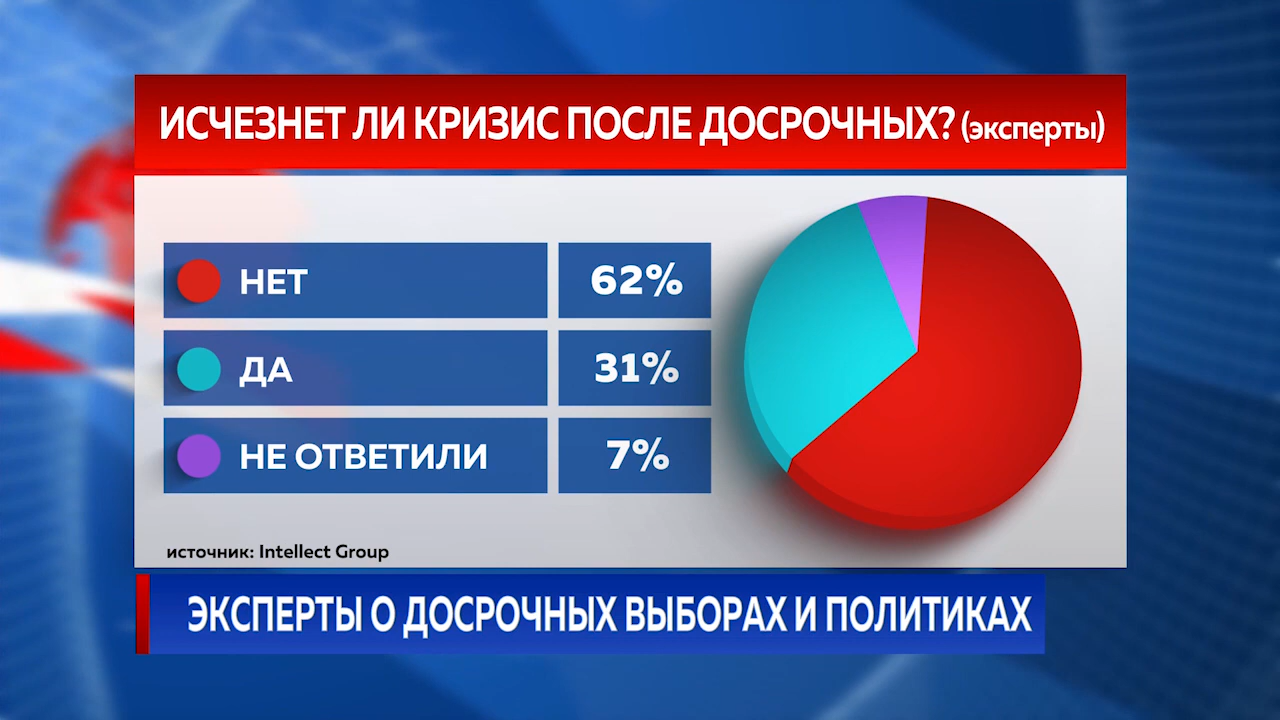 ИСЧЕЗНЕТ ЛИ КРИЗИС ПОСЛЕ ДОСРОЧНЫХ? (эксперты)
НЕТ 62%
ДА 31%
НЕ ОТВЕТИЛИ 7%
источник: Intellect Group
ЭКСПЕРТЫ О ДОСРОЧНЫХ ВЫБОРАХ И ПОЛИТИКАХ